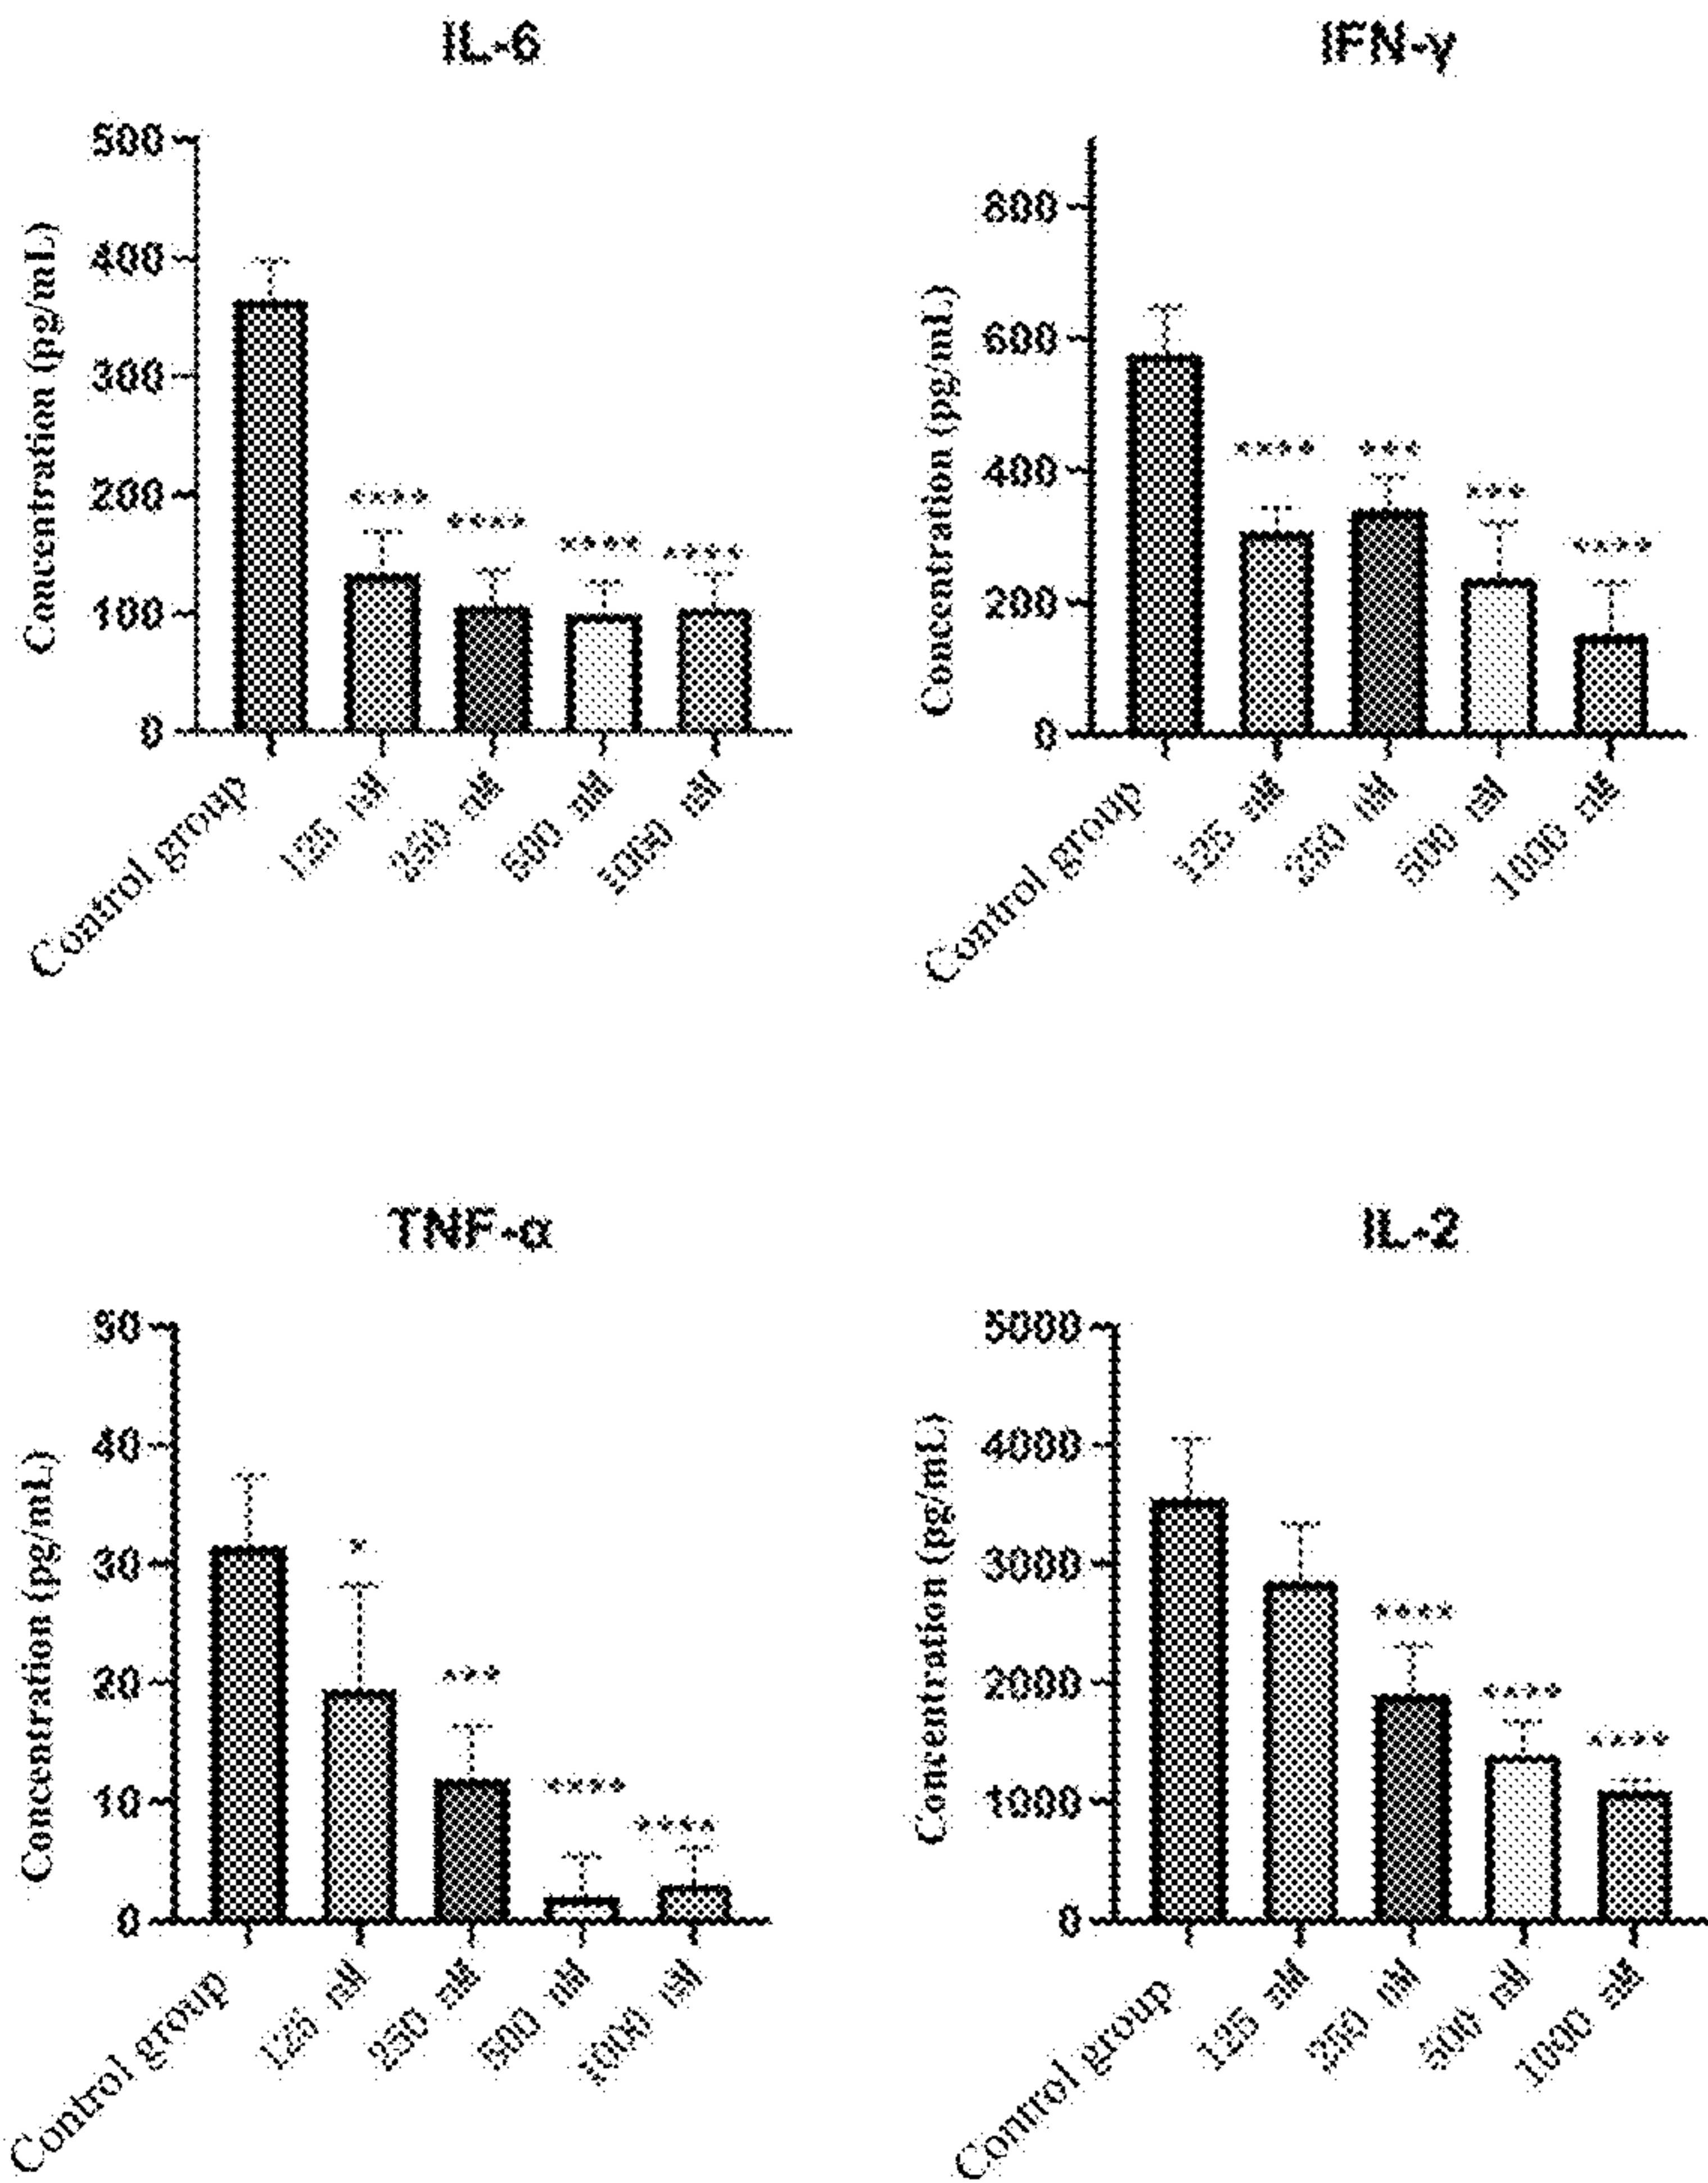 IL-6
Concentration (pg/mL)
500
400
300
200
100
0
****
****
****
****
Control group
125 nM
250 nM
500 nM
1000 nM
IFN-γ
Concentration (pg/mL)
800
600
400
200
0
****
***
***
****
Control group
125 nM
250 nM
500 nM
1000 nM
TNF-α
Concentration (pg/mL)
50
40
30
20
10
0
*
***
****
****
Control group
125 nM
250 nM
500 nM
1000 nM
IL-2
Concentration (pg/mL)
5000
4000
3000
2000
1000
0
****
****
****
Control group
125 nM
250 nM
500 nM
1000 nM